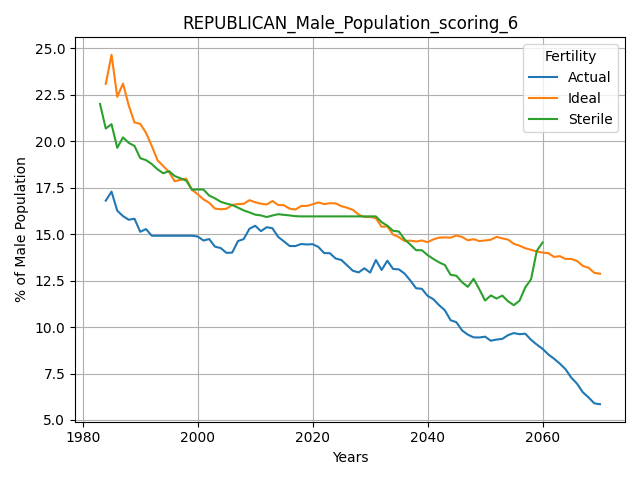 REPUBLICAN_Male_Population_scoring_6
25.0
22.5
20.0
17.5
15.0
12.5
10.0
7.5
5.0
% of Male Population
Fertility
Actual
Ideal
Sterile
1980 2000 2020 2040 2060
Years